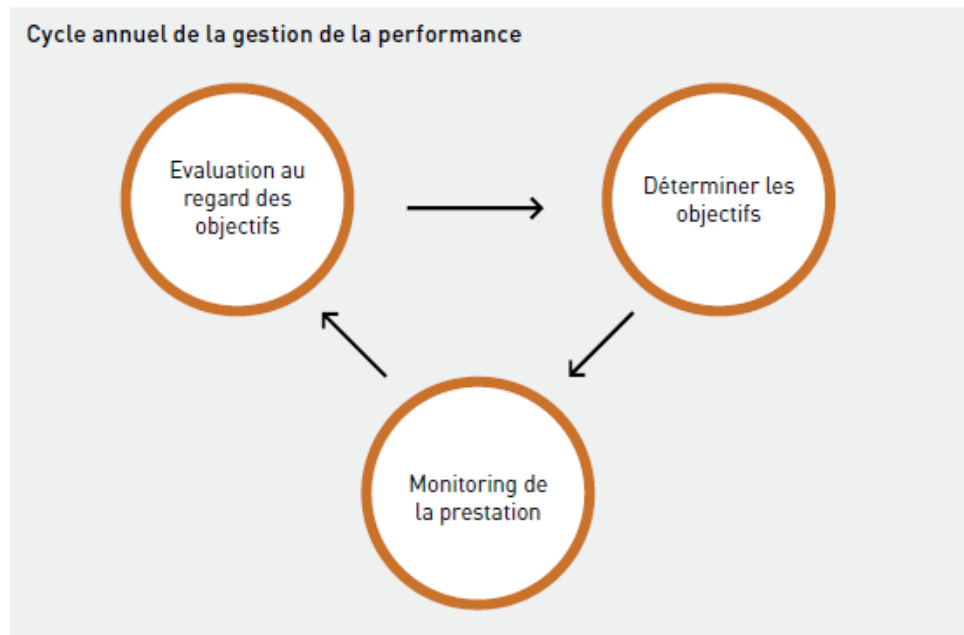 Cycle annuel de la gestion de la performance
Evaluation au
regard des
objectifs
Déterminer les
objectifs
Monitoring de
la prestation